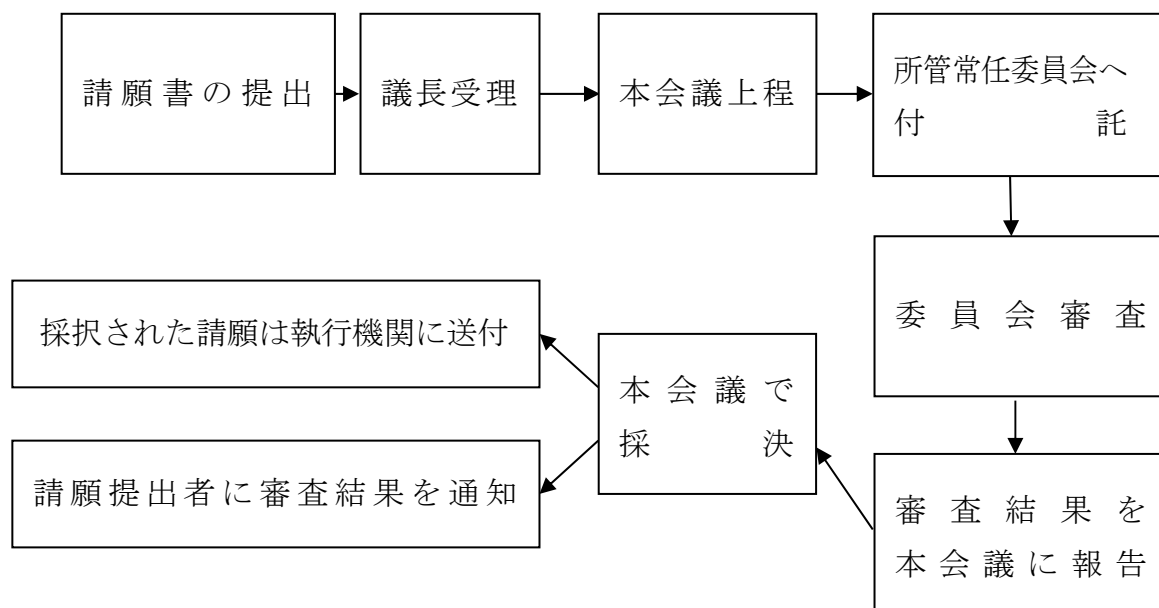 請願書の提出
議長受理
本会議上程
所管常任委員会へ
付託
委員会審査
審査結果を
本会議に報告
本会議で
採決
採択された請願は執行機関に送付
請願提出者に審査結果を通知